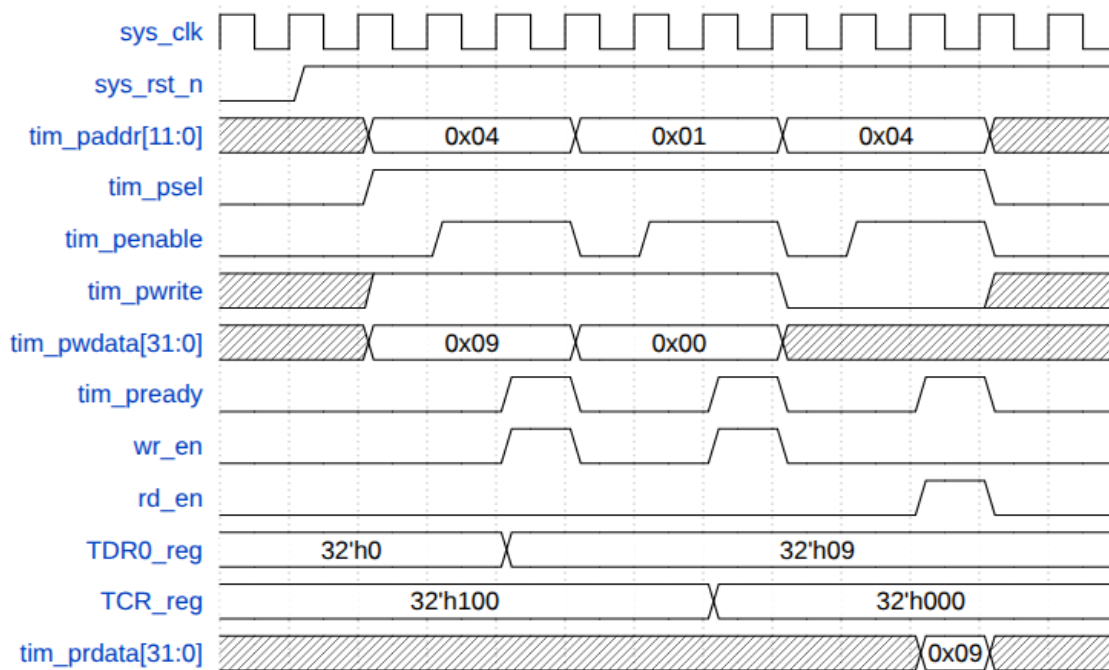 sys_clk
sys_rst_n
tim_paddr[11:0] 0x04 0x01 0x04
tim_psel
tim_penable
tim_pwrite
tim_pwdata[31:0] 0x09 0x00
tim_pready
wr_en
rd_en
TDR0_reg 32'h0 32'h09
TCR_reg 32'h100 32'h000
tim_prdata[31:0] 0x09